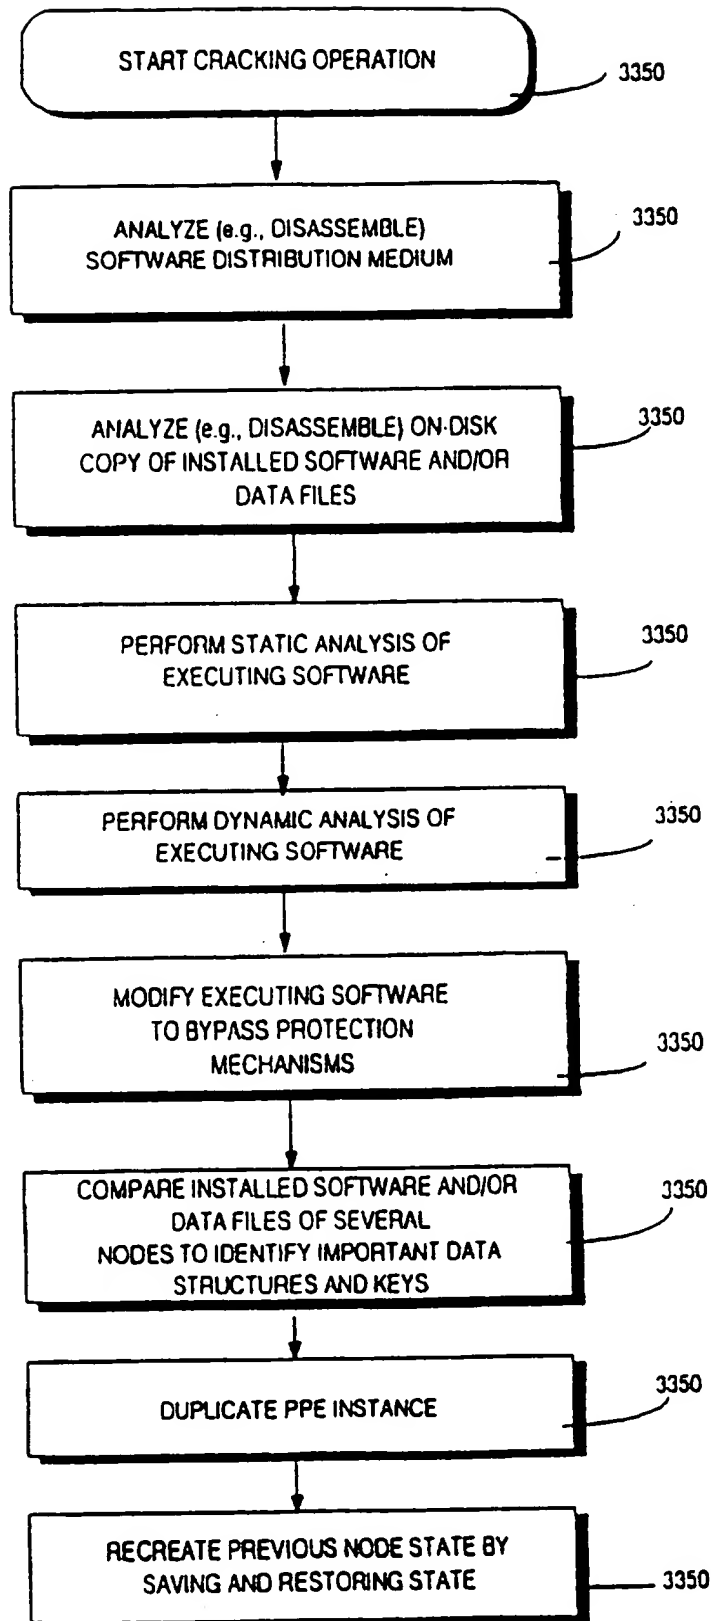 START CRACKING OPERATION
3350
ANALYZE (e.g., DISASSEMBLE)
SOFTWARE DISTRIBUTION MEDIUM
3350
ANALYZE (e.g., DISASSEMBLE) ON-DISK
COPY OF INSTALLED SOFTWARE AND/OR
DATA FILES
3350
PERFORM STATIC ANALYSIS OF
EXECUTING SOFTWARE
3350
PERFORM DYNAMIC ANALYSIS OF
EXECUTING SOFTWARE
3350
MODIFY EXECUTING SOFTWARE
TO BYPASS PROTECTION
MECHANISMS
3350
COMPARE INSTALLED SOFTWARE AND/OR
DATA FILES OF SEVERAL
NODES TO IDENTIFY IMPORTANT DATA
STRUCTURES AND KEYS
3350
DUPLICATE PPE INSTANCE
3350
RECREATE PREVIOUS NODE STATE BY
SAVING AND RESTORING STATE
3350